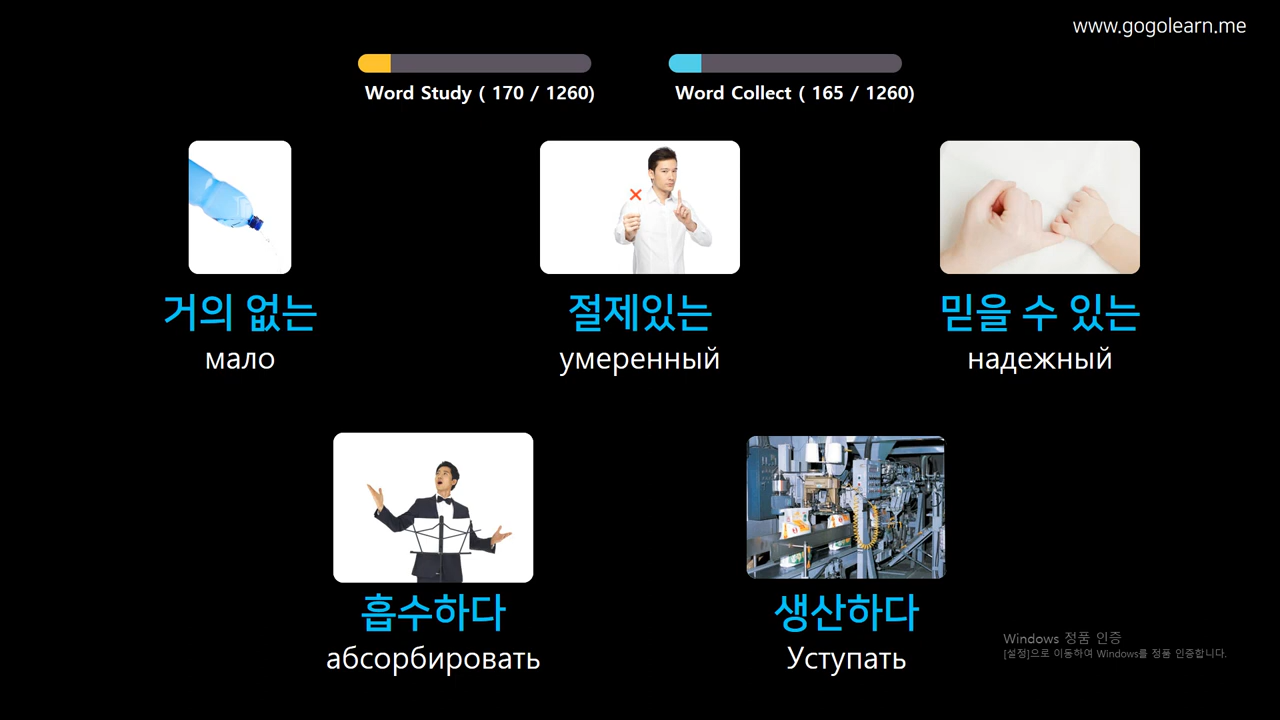 www.gogolearn.me
Word Study ( 170 / 1260)
Word Collect ( 165 / 1260)
거의 없는
мало
절제있는
умеренный
믿을 수 있는
надежный
흡수하다
абсорбировать
생산하다
Уступать
Windows 정품 인증
[설정]으로 이동하여 Windows를 정품 인증합니다.